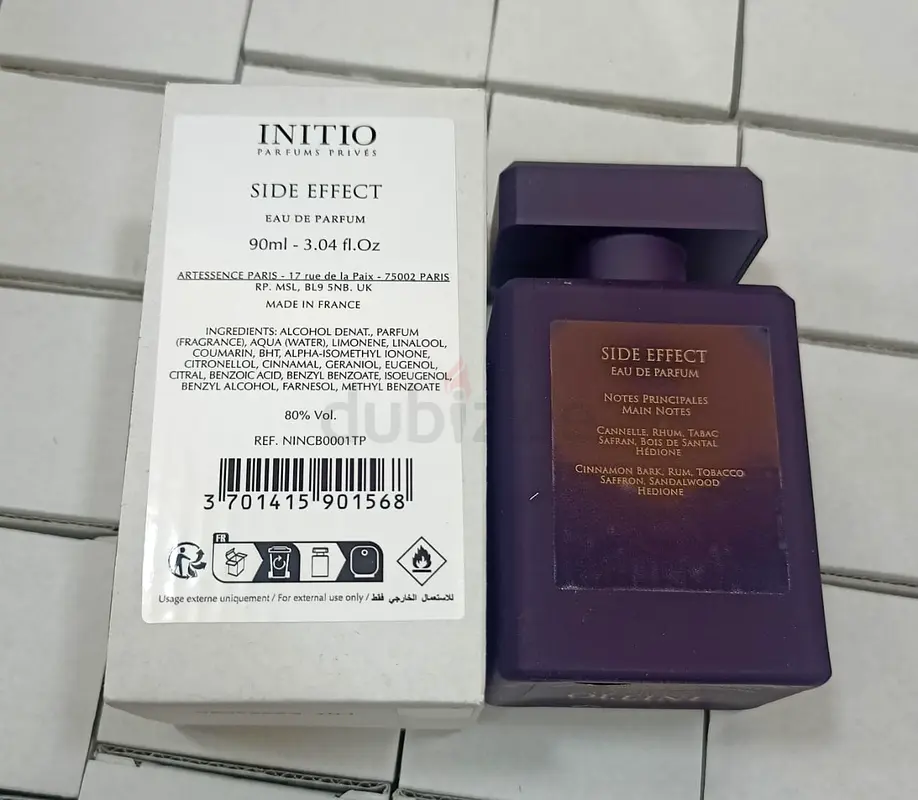 INITIO
PARFUMS PRIVÉS
SIDE EFFECT
EAU DE PARFUM
90ml - 3.04 fl.Oz
ARTESSENCE PARIS - 17 rue de la Paix - 75002 PARIS
RP. MSL, BL9 5NB. UK
MADE IN FRANCE
INGREDIENTS: ALCOHOL DENAT., PARFUM
(FRAGRANCE), AQUA (WATER), LIMONENE, LINALOOL,
COUMARIN, BHT, ALPHA-ISOMETHYL IONONE,
CITRONELLOL, CINNAMAL, GERANIOL, EUGENOL,
CITRAL, BENZOIC ACID, BENZYL BENZOATE, ISOEUGENOL,
BENZYL ALCOHOL, FARNESOL, METHYL BENZOATE
80% Vol.
REF. NINCB0001TP
3 701415 901568
FR
Usage externe uniquement / For external use only / للاستعمال الخارجي فقط
SIDE EFFECT
EAU DE PARFUM
NOTES PRINCIPALES
MAIN NOTES
CANNELLE, RHUM, TABAC
SAFRAN, BOIS DE SANTAL
HÉDIONE
CINNAMON BARK, RUM, TOBACCO
SAFFRON, SANDALWOOD
HEDIONE
dubizzle